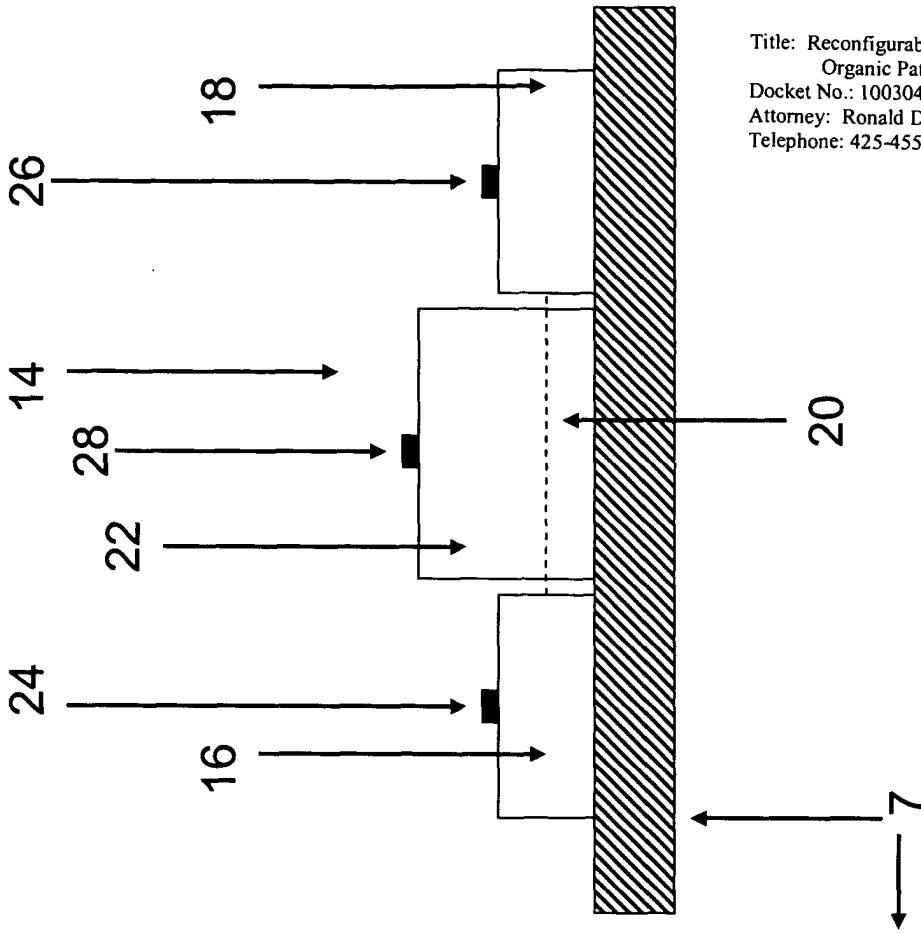 Title: Reconfigurab
Organic Pat
Docket No.: 100304
Attorney: Ronald D
Telephone: 425-455
26
18
14
28
22
24
16
20
7